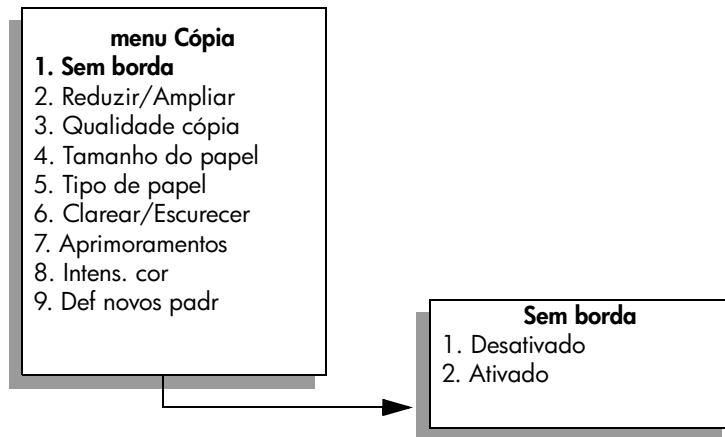 menu Cópia
1. Sem borda
2. Reduzir/Ampliar
3. Qualidade cópia
4. Tamanho do papel
5. Tipo de papel
6. Clarear/Escurecer
7. Aprimoramentos
8. Intens. cor
9. Def novos padr
Sem borda
1. Desativado
2. Ativado